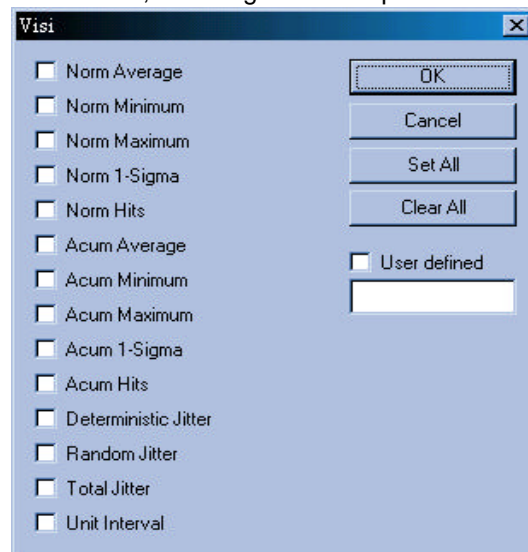 Visi
Norm Average
Norm Minimum
Norm Maximum
Norm 1-Sigma
Norm Hits
Acum Average
Acum Minimum
Acum Maximum
Acum 1-Sigma
Acum Hits
Deterministic Jitter
Random Jitter
Total Jitter
Unit Interval
OK
Cancel
Set All
Clear All
User defined